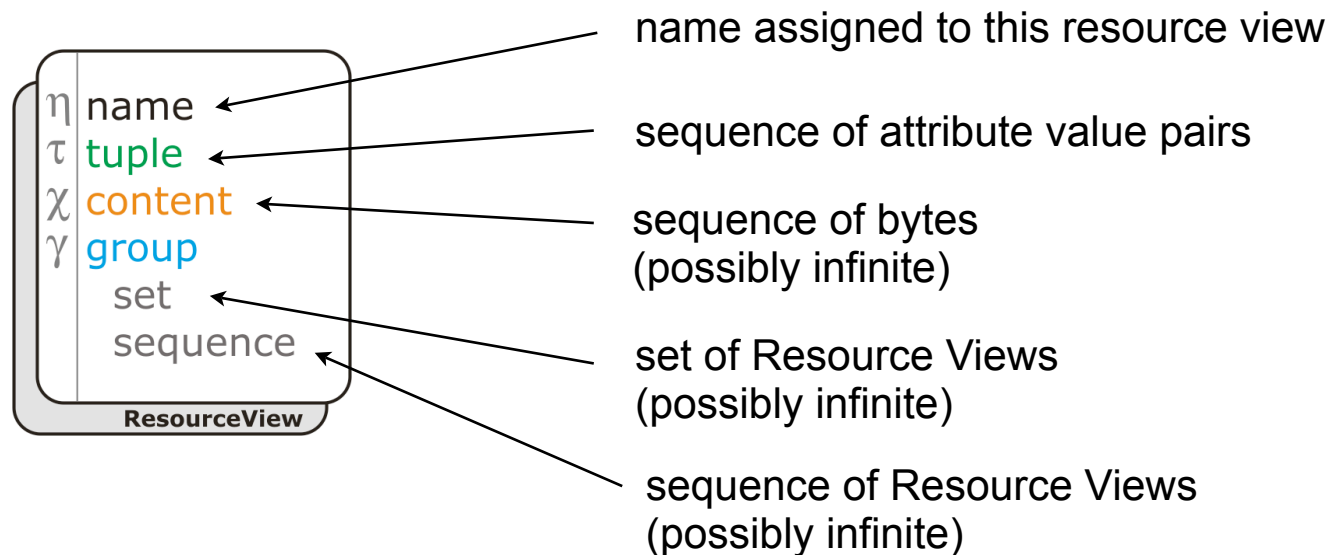 name assigned to this resource view
η name
τ tuple
sequence of attribute value pairs
χ content
sequence of bytes
(possibly infinite)
γ group
set
set of Resource Views
(possibly infinite)
sequence
ResourceView
sequence of Resource Views
(possibly infinite)